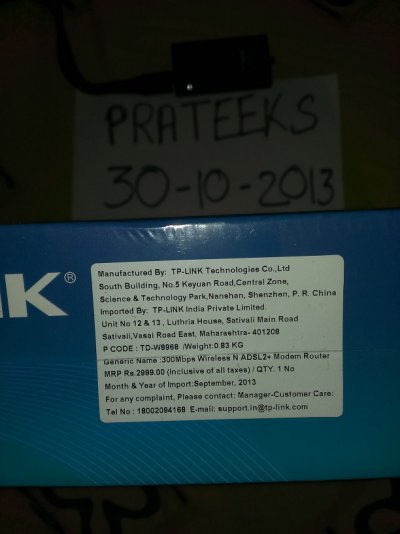 PRATEEKS
30-10-2013
INK®
Manufactured By: TP-LINK Technologies Co.,Ltd
South Building, No.5 Keyuan Road,Central Zone,
Science & Technology Park,Nanshan, Shenzhen, P. R. China
Imported By: TP-LINK India Private Limited.
Unit No 12 & 13 , Luthria House, Sativali Main Road
Sativali,Vasai Road East, Maharashtra- 401208
P CODE : TD-W8968 /Weight:0.83 KG
Generic Name :300Mbps Wireless N ADSL2+ Modem Router
MRP Rs.2999.00 (Inclusive of all taxes) / QTY. 1 No
Month & Year of Import:September, 2013
For any complaint, Please contact: Manager-Customer Care:
Tel No : 18002094168 E-mail: support.in@tp-link.com